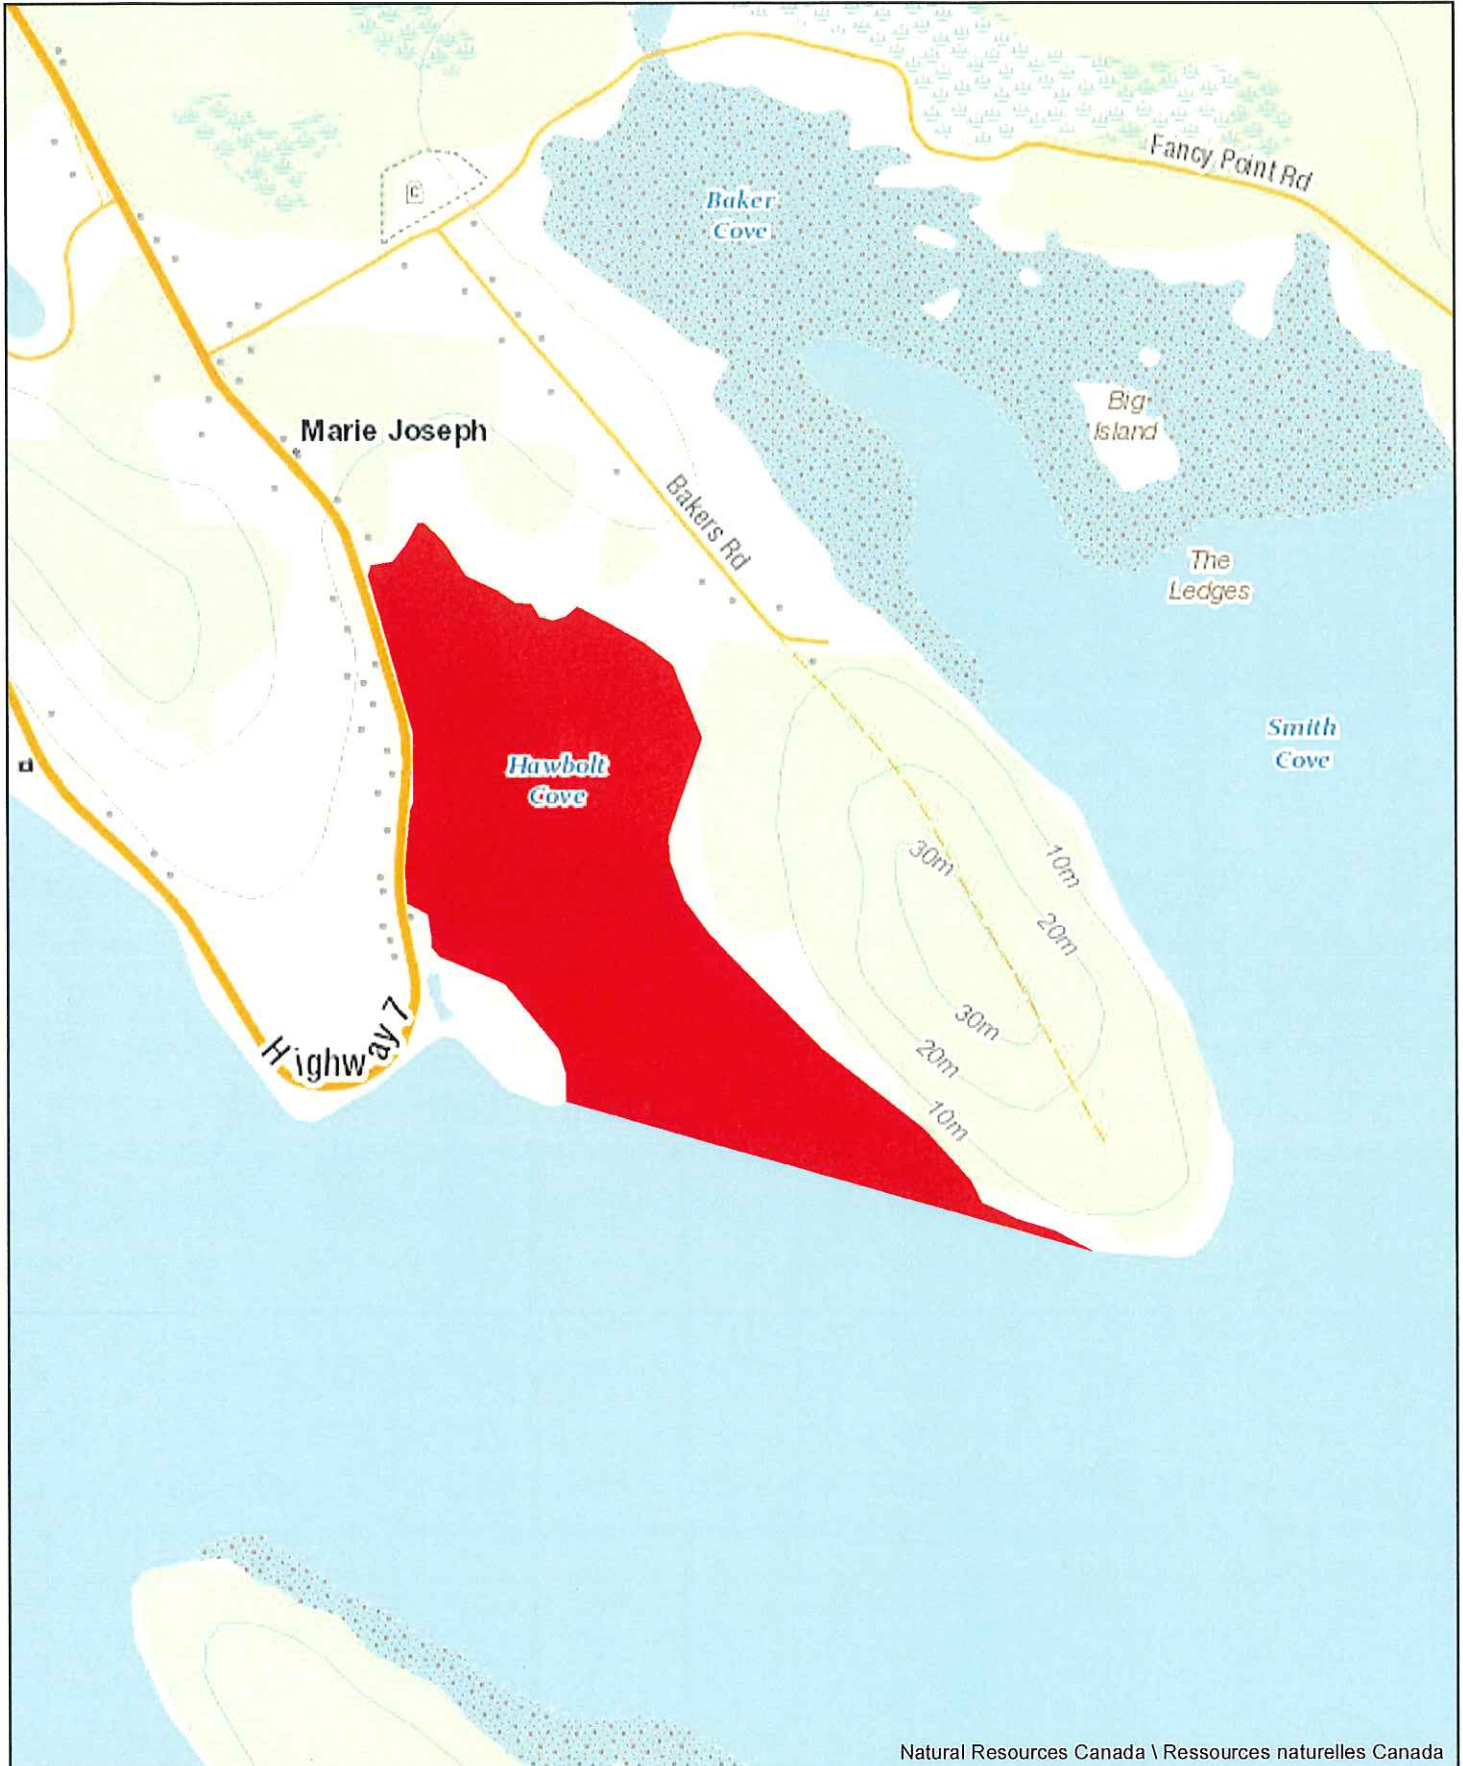 Fancy Point Rd
C
Baker
Cove
Big
Island
Marie Joseph
Bakers Rd
The
Ledges
Smith
Cove
Hawbolt
Cove
d
30m
10m
20m
30m
20m
10m
Highway 7
Natural Resources Canada \ Ressources naturelles Canada